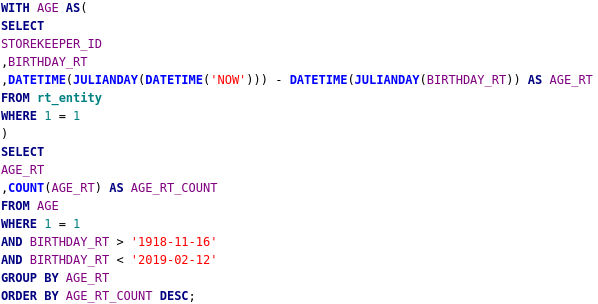 WITH AGE AS(
SELECT
STOREKEEPER_ID
,BIRTHDAY_RT
,DATETIME(JULIANDAY(DATETIME('NOW'))) - DATETIME(JULIANDAY(BIRTHDAY_RT)) AS AGE_RT
FROM rt_entity
WHERE 1 = 1
)
SELECT
AGE_RT
,COUNT(AGE_RT) AS AGE_RT_COUNT
FROM AGE
WHERE 1 = 1
AND BIRTHDAY_RT > '1918-11-16'
AND BIRTHDAY_RT < '2019-02-12'
GROUP BY AGE_RT
ORDER BY AGE_RT_COUNT DESC;